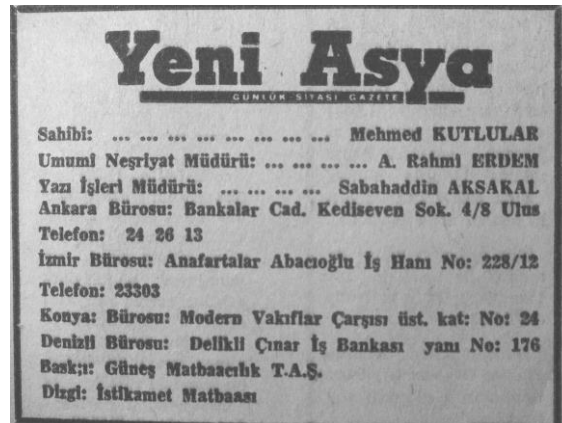 Yeni Asya
GÜNLÜK SİYASİ GAZETE
Sahibi: ... ... ... ... ... ... ... ... Mehmed KUTLULAR
Umumî Neşriyat Müdürü: ... ... ... ... A. Rahmi ERDEM
Yazı İşleri Müdürü: ... ... ... ... Sabahaddin AKSAKAL
Ankara Bürosu: Bankalar Cad. Kediseven Sok. 4/8 Ulus
Telefon: 24 26 13
İzmir Bürosu: Anafartalar Abacıoğlu İş Hanı No: 228/12
Telefon: 23303
Konya: Bürosu: Modern Vakıflar Çarşısı üst. kat: No: 24
Denizli Bürosu: Delikli Çınar İş Bankası yanı No: 176
Baskı: Güneş Matbaacılık T.A.Ş.
Dizgi: İstikamet Matbaası